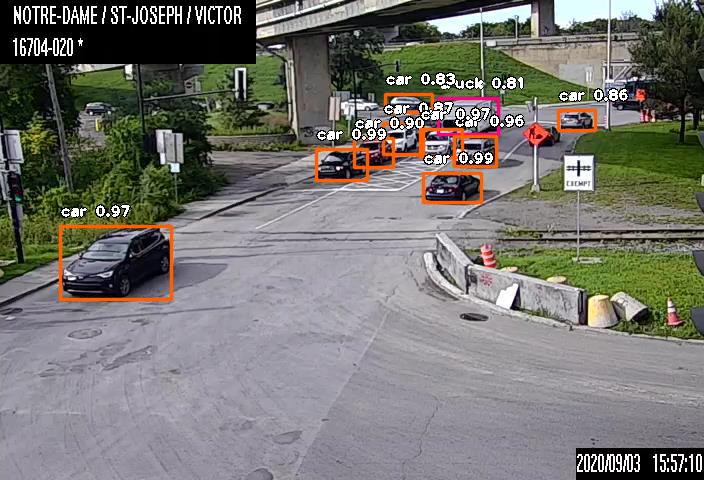 NOTRE-DAME / ST-JOSEPH / VICTOR
16704-020 *
car 0.83
uck 0.81
car 0.86
car 0.87
car 0.97
car 0.90
car 0.96
car 0.99
car 0.99
car 0.97
EXEMPT
2020/09/03 15:57:10